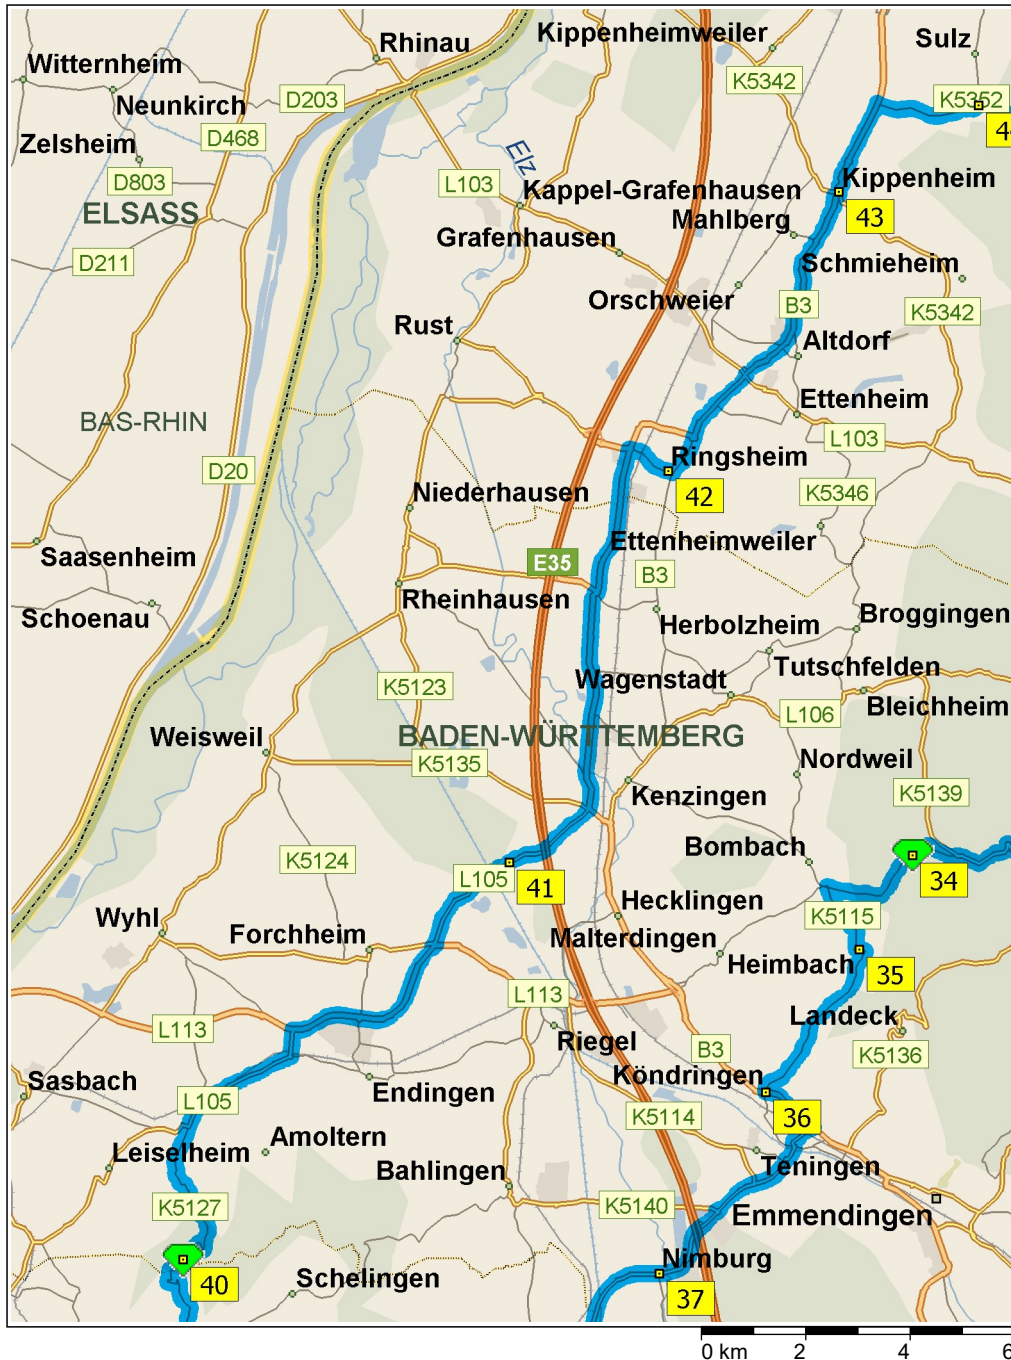 Kippenheimweiler
Sulz
Rhinau
Witternheim
K5342
K5352
D203
Neunkirch
44
D468
Elz
Zelsheim
D803
L103
Kappel-Grafenhausen
Kippenheim
ELSASS
43
Mahlberg
Grafenhausen
D211
Schmieheim
Orschweier
B3
K5342
Rust
Altdorf
Ettenheim
BAS-RHIN
L103
Ringsheim
D20
Niederhausen
42
K5346
Ettenheimweiler
Saasenheim
E35
B3
Rheinhausen
Schoenau
Herbolzheim
Broggingen
Tutschfelden
K5123
Wagenstadt
L106
Bleichheim
Weisweil
BADEN-WÜRTTEMBERG
K5135
Nordweil
Kenzingen
K5139
K5124
Bombach
L105
41
34
Wyhl
Hecklingen
K5115
Forchheim
Malterdingen
Heimbach
35
L113
L113
Landeck
Riegel
B3
K5136
Sasbach
Köndringen
Endingen
L105
K5114
36
Amoltern
Leiselheim
Teningen
Bahlingen
K5127
K5140
Emmendingen
Nimburg
Schelingen
40
37
0 km 2 4 6